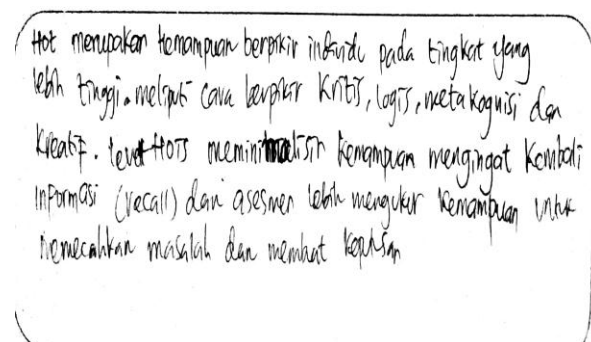 Hot merupakan kemampuan berpikir individu pada tingkat yang
lebih tinggi. meliputi cara berpikir kritis, logis, metakognisi dan
kreatif. level HOTS meminimalisir kemampuan mengingat kembali
informasi (recall) dan asesmen lebih mengukur kemampuan untuk
memecahkan masalah dan membuat keputusan